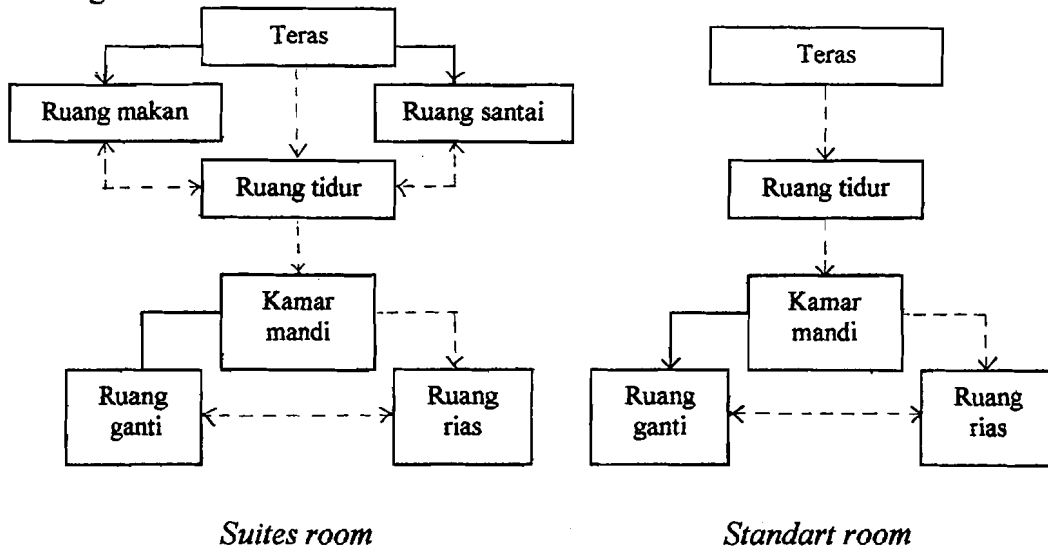 Teras
Ruang makan
Ruang santai
Ruang tidur
Kamar
mandi
Ruang
ganti
Ruang
rias
Suites room
Teras
Ruang tidur
Kamar
mandi
Ruang
ganti
Ruang
rias
Standart room